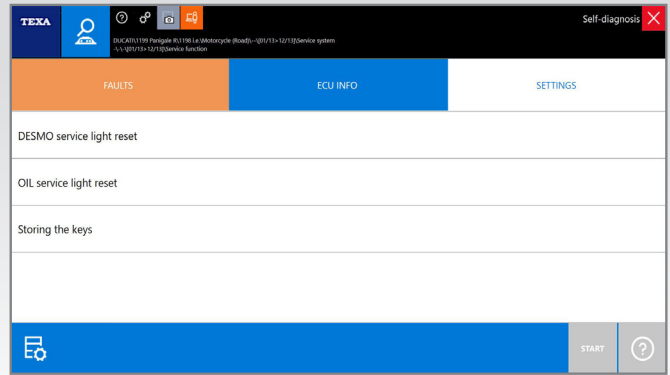 TEXA
Self-diagnosis
DUCATI\1199 Panigale R\1198 i.e.\Motorcycle (Road)\--\[01/13>12/13]\Service system
-\-\-\[01/13>12/13]\Service function
FAULTS
ECU INFO
SETTINGS
DESMO service light reset
OIL service light reset
Storing the keys
START